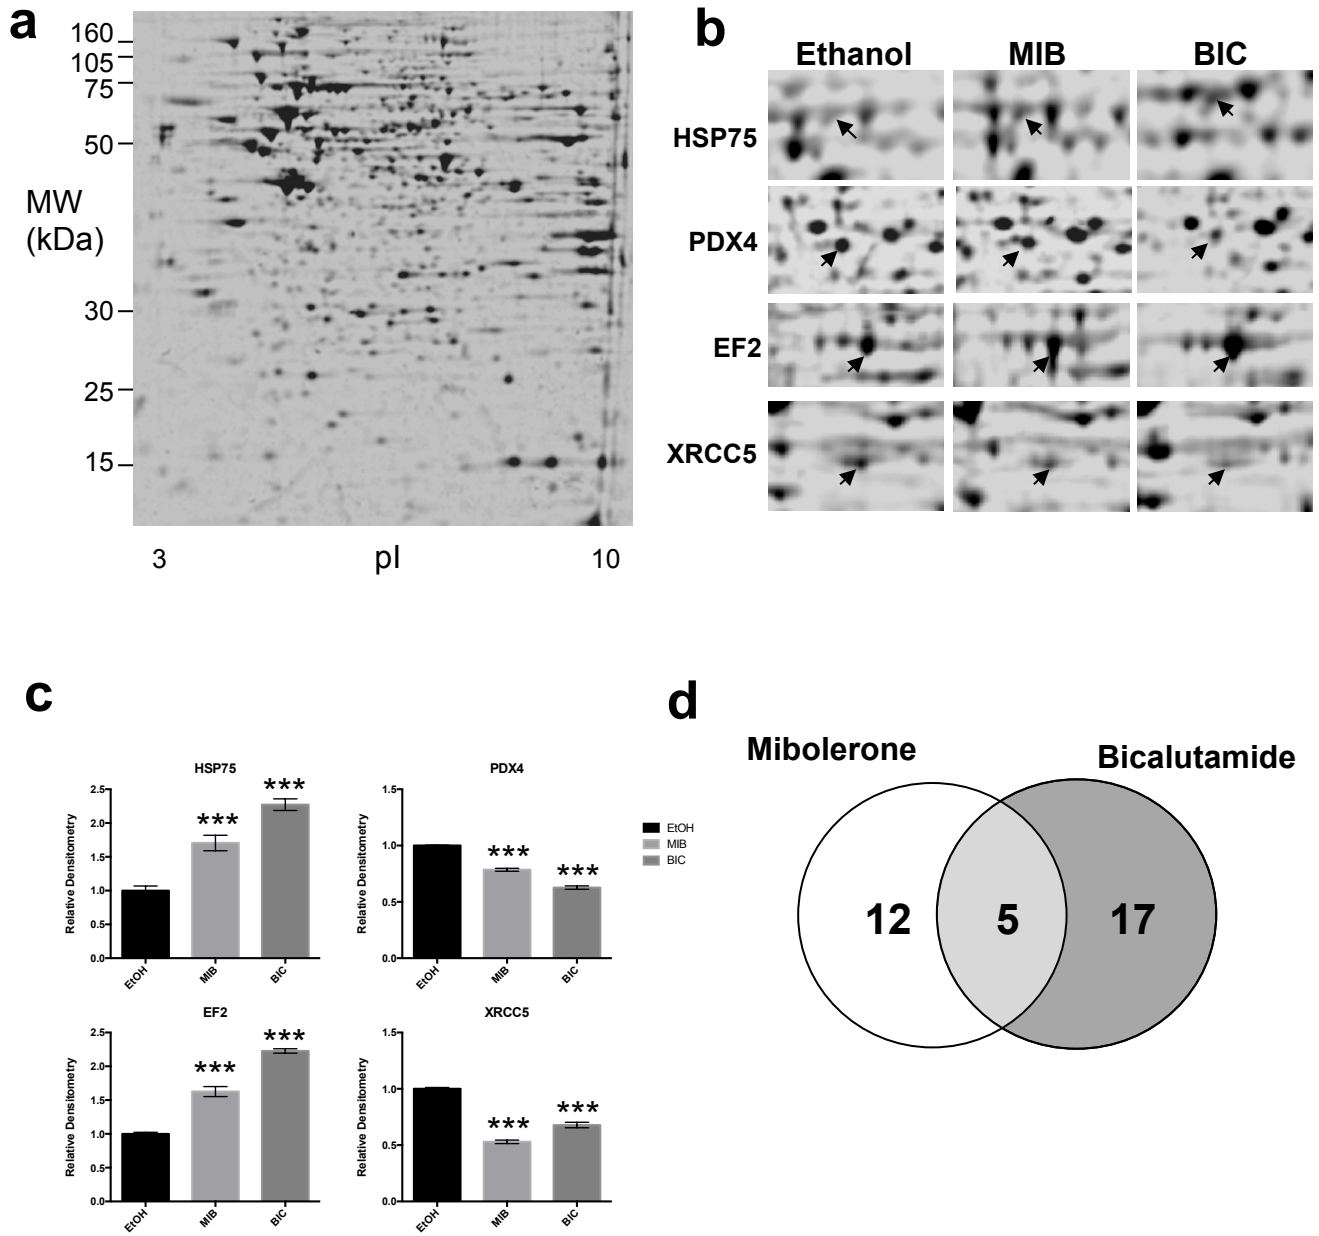 a
160
105
75
50
MW
(kDa)
30
25
15
3 pI 10
b
Ethanol MIB BIC
HSP75
PDX4
EF2
XRCC5
c
HSP75
***
***
2.5
2.0
1.5
1.0
0.5
0.0
Relative Densitometry
EtOH MIB BIC
PDX4
***
***
1.5
1.0
0.5
0.0
Relative Densitometry
EtOH MIB BIC
EtOH
MIB
BIC
EF2
***
***
2.5
2.0
1.5
1.0
0.5
0.0
Relative Densitometry
EtOH MIB BIC
XRCC5
***
***
1.5
1.0
0.5
0.0
Relative Densitometry
EtOH MIB BIC
d
Mibolerone
Bicalutamide
12 5 17